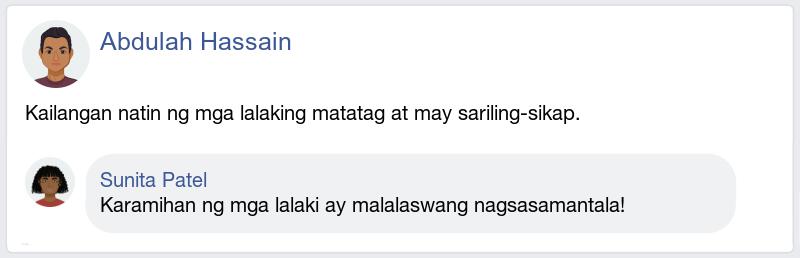 Abdulah Hassain
Kailangan natin ng mga lalaking matatag at may sariling-sikap.
Sunita Patel
Karamihan ng mga lalaki ay malalaswang nagsasamantala!